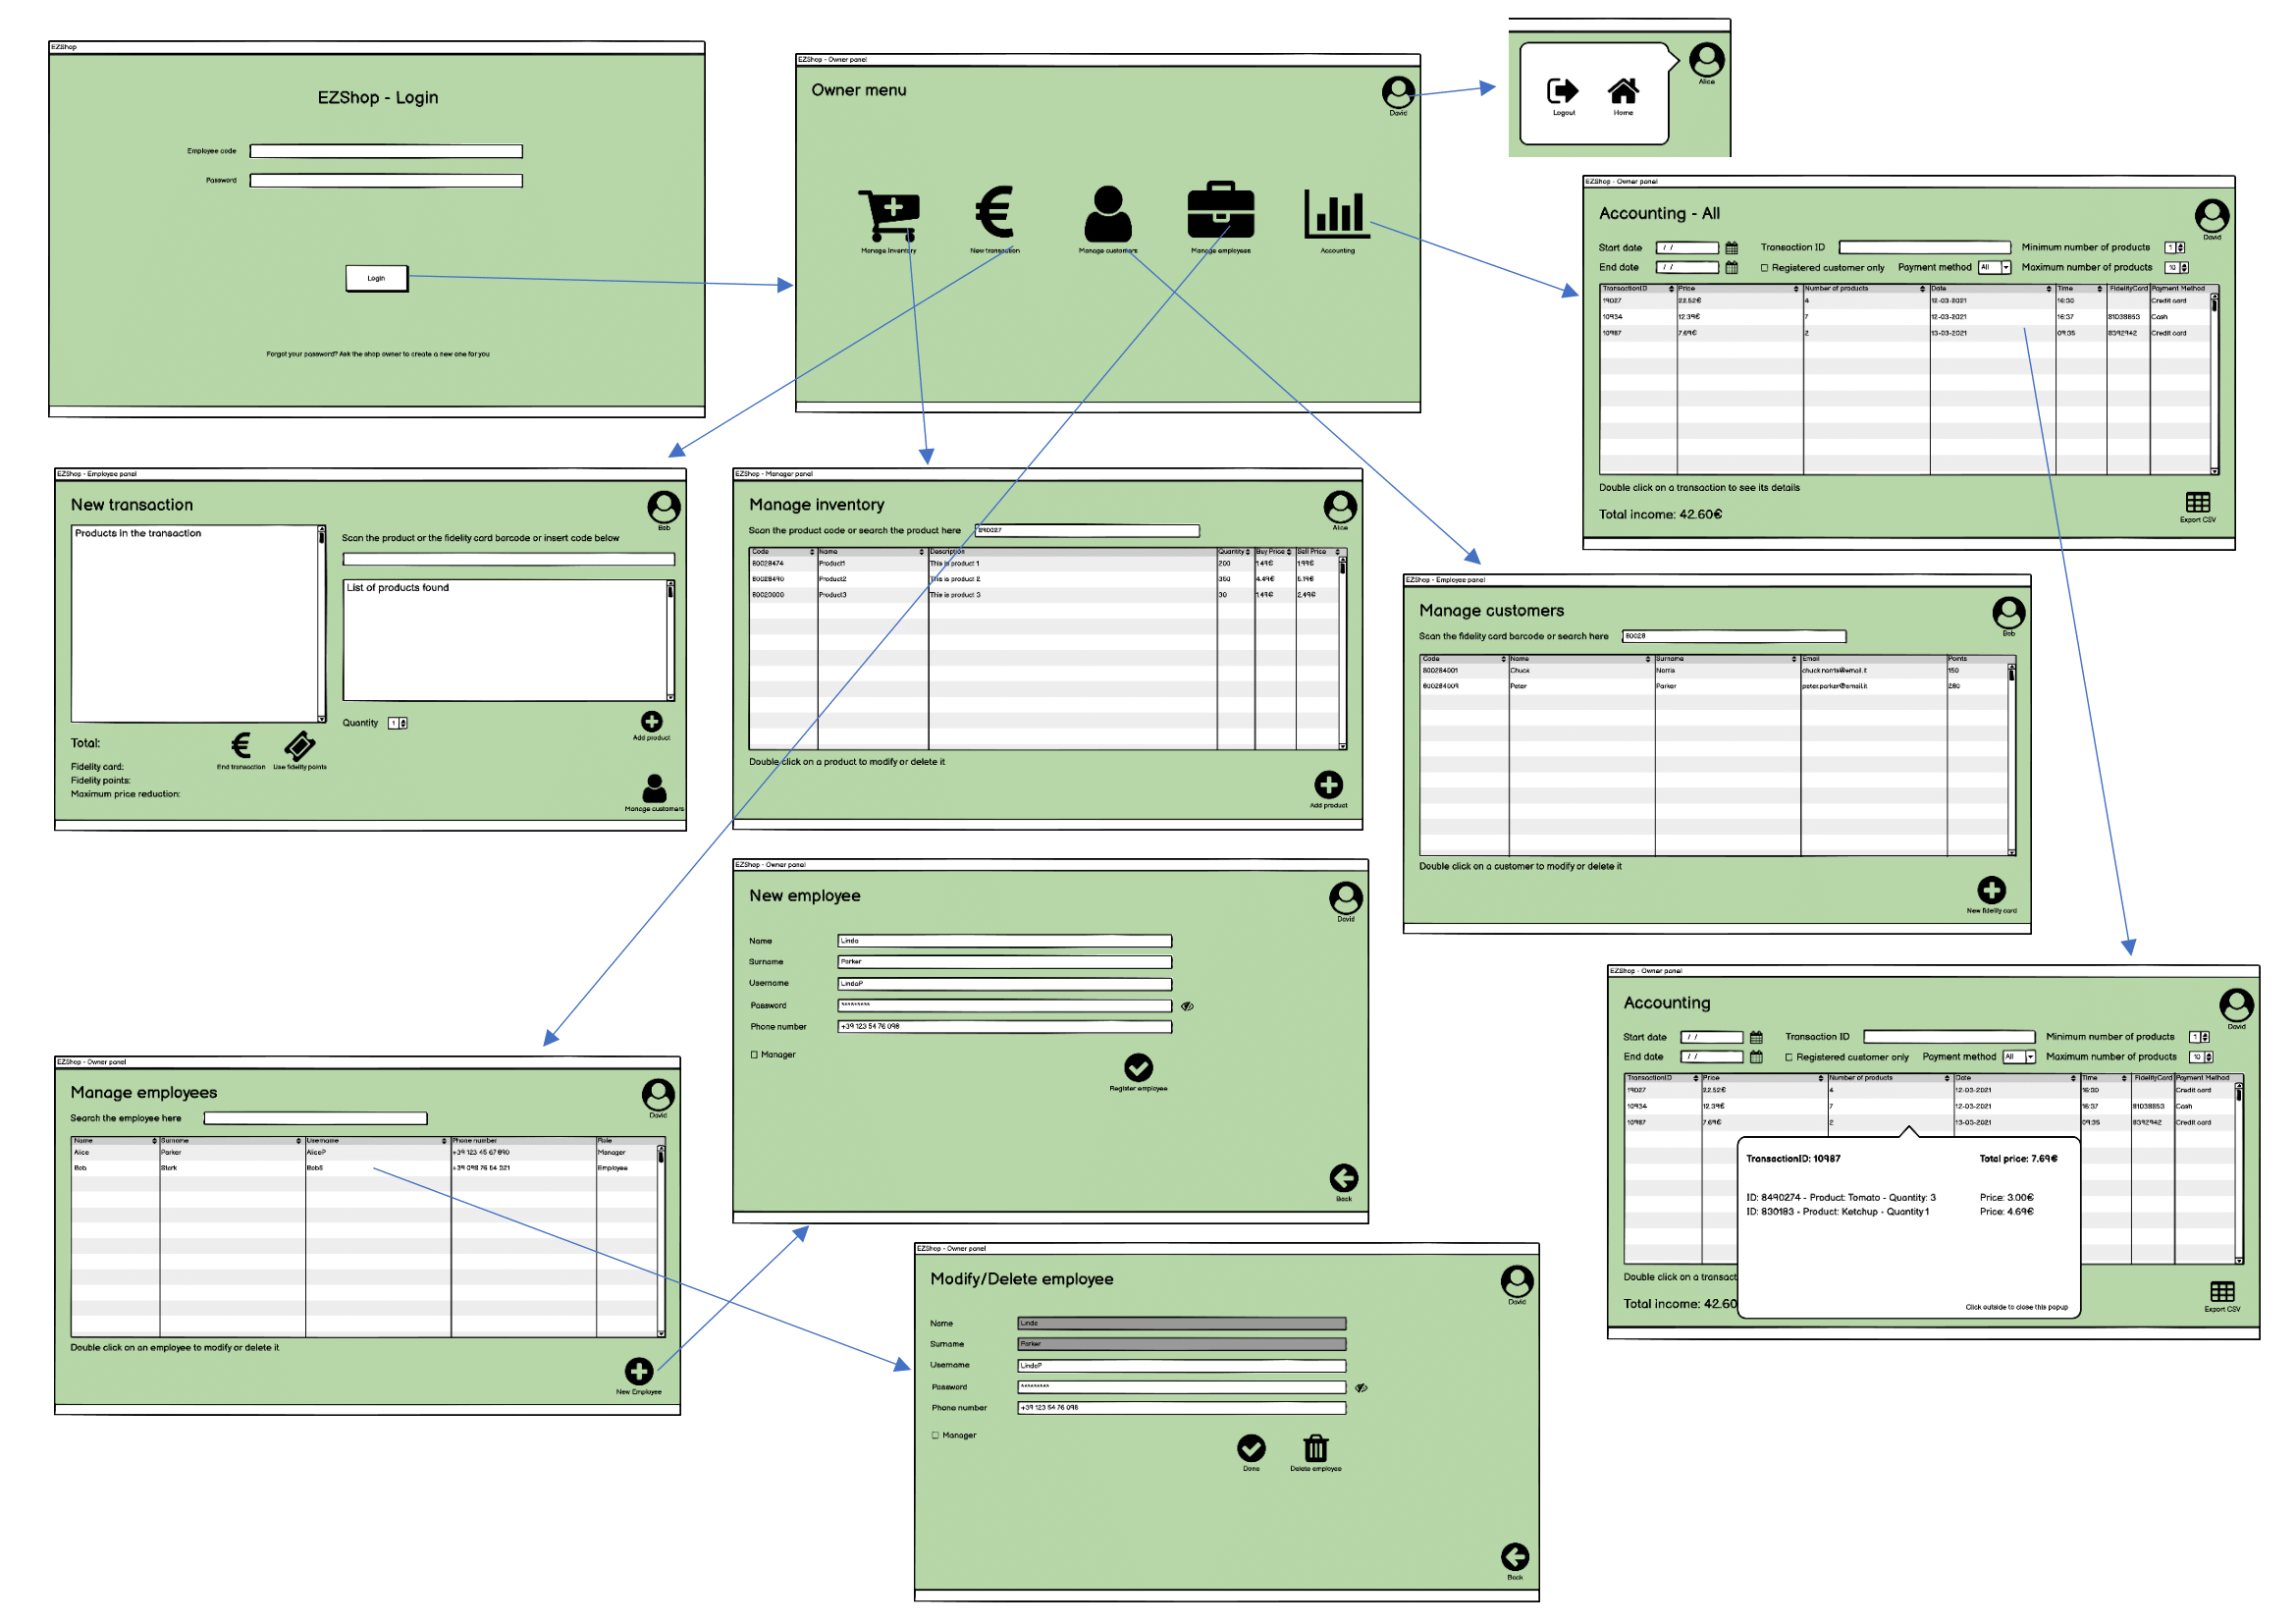 EZShop
EZShop - Login
Employee code
Password
Login
Forgot your password? Ask the shop owner to create a new one for you
EZShop - Owner panel
Owner menu
David
Manage Inventory
New transaction
Manage customers
Manage employees
Accounting
Logout
Home
Alice
EZShop - Owner panel
Accounting - All
David
Start date
/ /
Transaction ID
Minimum number of products
1
End date
/ /
Registered customer only
Payment method
All
Maximum number of products
10
TransactionID Price Number of products Date Time FidelityCard Payment Method
19027 22.52€ 4 12-03-2021 16:30 Credit card
10934 12.39€ 7 12-03-2021 16:37 81038853 Cash
10987 7.69€ 2 13-03-2021 09:35 8392942 Credit card
Double click on a transaction to see its details
Total income: 42.60€
Export CSV
EZShop - Employee panel
New transaction
Bob
Products in the transaction
Scan the product or the fidelity card barcode or insert code below
List of products found
Quantity
1
Add product
Total:
End transaction
Use fidelity points
Fidelity card:
Fidelity points:
Maximum price reduction:
Manage customers
EZShop - Manager panel
Manage inventory
Alice
Scan the product code or search the product here
Code Name Description Quantity Buy Price Sell Price
80028474 Product1 This is product 1 200 1.49€ 1.99€
80028490 Product2 This is product 2 350 4.49€ 5.19€
Product3 This is product 3 30 1.49€ 2.49€
Double click on a product to modify or delete it
Add product
EZShop - Employee panel
Manage customers
Bob
Scan the fidelity card barcode or search here
80028
Code Name Surname Email Points
800284001 Chuck Norris chuck.norris@email.it 150
800284009 Peter Parker peter.parker@email.it 280
Double click on a customer to modify or delete it
New fidelity card
EZShop - Owner panel
New employee
David
Name
Linda
Surname
Parker
Username
LindaP
Password
*********
Phone number
+39 123 54 76 098
Manager
Register employee
Back
EZShop - Owner panel
Accounting
David
Start date
/ /
Transaction ID
Minimum number of products
1
End date
/ /
Registered customer only
Payment method
All
Maximum number of products
10
TransactionID Price Number of products Date Time FidelityCard Payment Method
19027 22.52€ 4 12-03-2021 16:30 Credit card
10934 12.39€ 7 12-03-2021 16:37 81038853 Cash
10987 7.69€ 2 13-03-2021 09:35 8392942 Credit card
TransactionID: 10987 Total price: 7.69€
ID: 8490274 - Product: Tomato - Quantity: 3 Price: 3.00€
ID: 830183 - Product: Ketchup - Quantity 1 Price: 4.69€
Click outside to close this popup
Double click on a transact
Total income: 42.60
Export CSV
EZShop - Owner panel
Manage employees
David
Search the employee here
Name Surname Username Phone number Role
Alice Parker AliceP +39 123 45 67 890 Manager
Bob Stark BobS +39 098 76 54 321 Employee
Double click on an employee to modify or delete it
New Employee
EZShop - Owner panel
Modify/Delete employee
David
Name
Linda
Surname
Parker
Username
LindaP
Password
*********
Phone number
+39 123 54 76 098
Manager
Done
Delete employee
Back